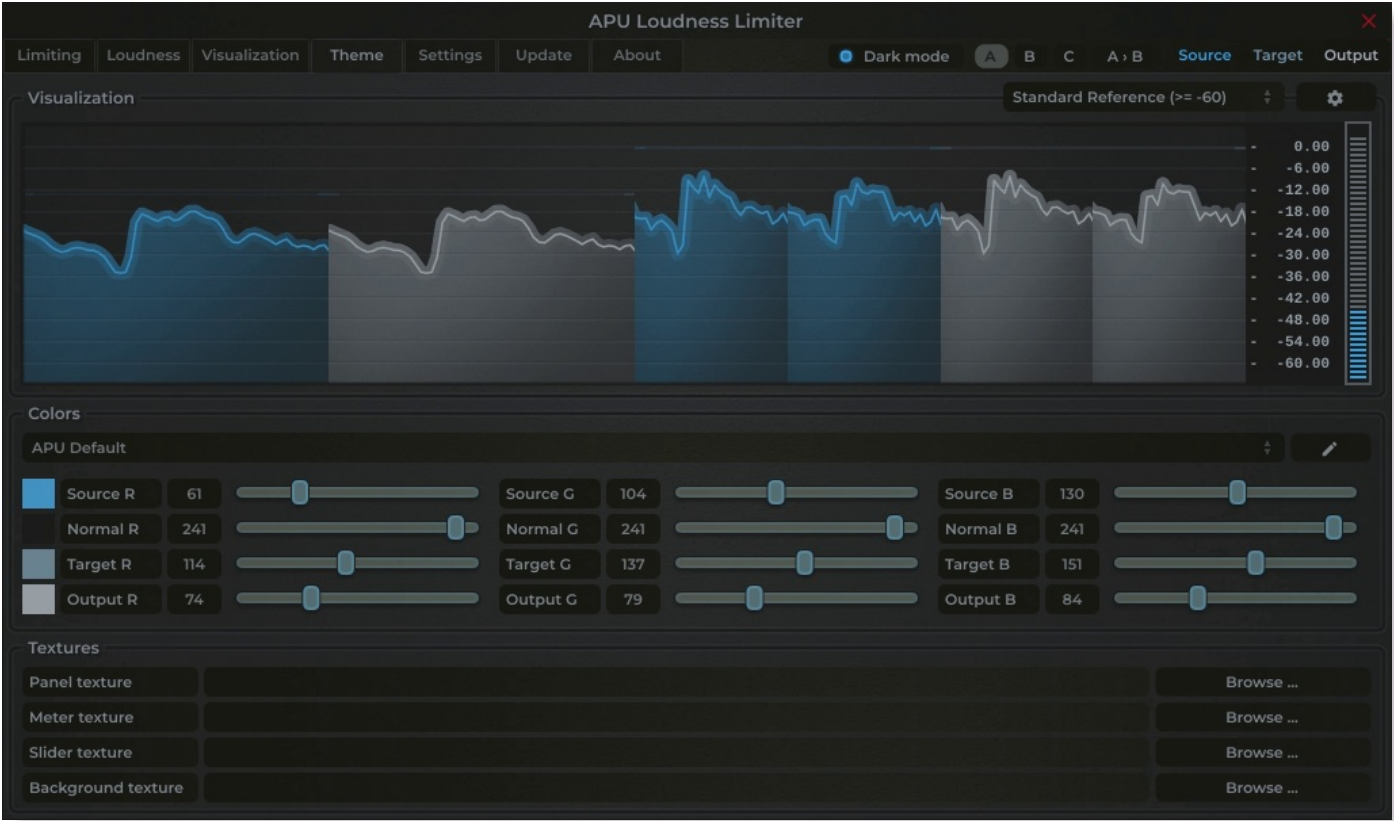 APU Loudness Limiter
Limiting Loudness Visualization Theme Settings Update About Dark mode A B C A › B Source Target Output
Visualization Standard Reference (>= -60)
- 0.00
- -6.00
- -12.00
- -18.00
- -24.00
- -30.00
- -36.00
- -42.00
- -48.00
- -54.00
- -60.00
Colors
APU Default
Source R 61 Source G 104 Source B 130
Normal R 241 Normal G 241 Normal B 241
Target R 114 Target G 137 Target B 151
Output R 74 Output G 79 Output B 84
Textures
Panel texture Browse ...
Meter texture Browse ...
Slider texture Browse ...
Background texture Browse ...